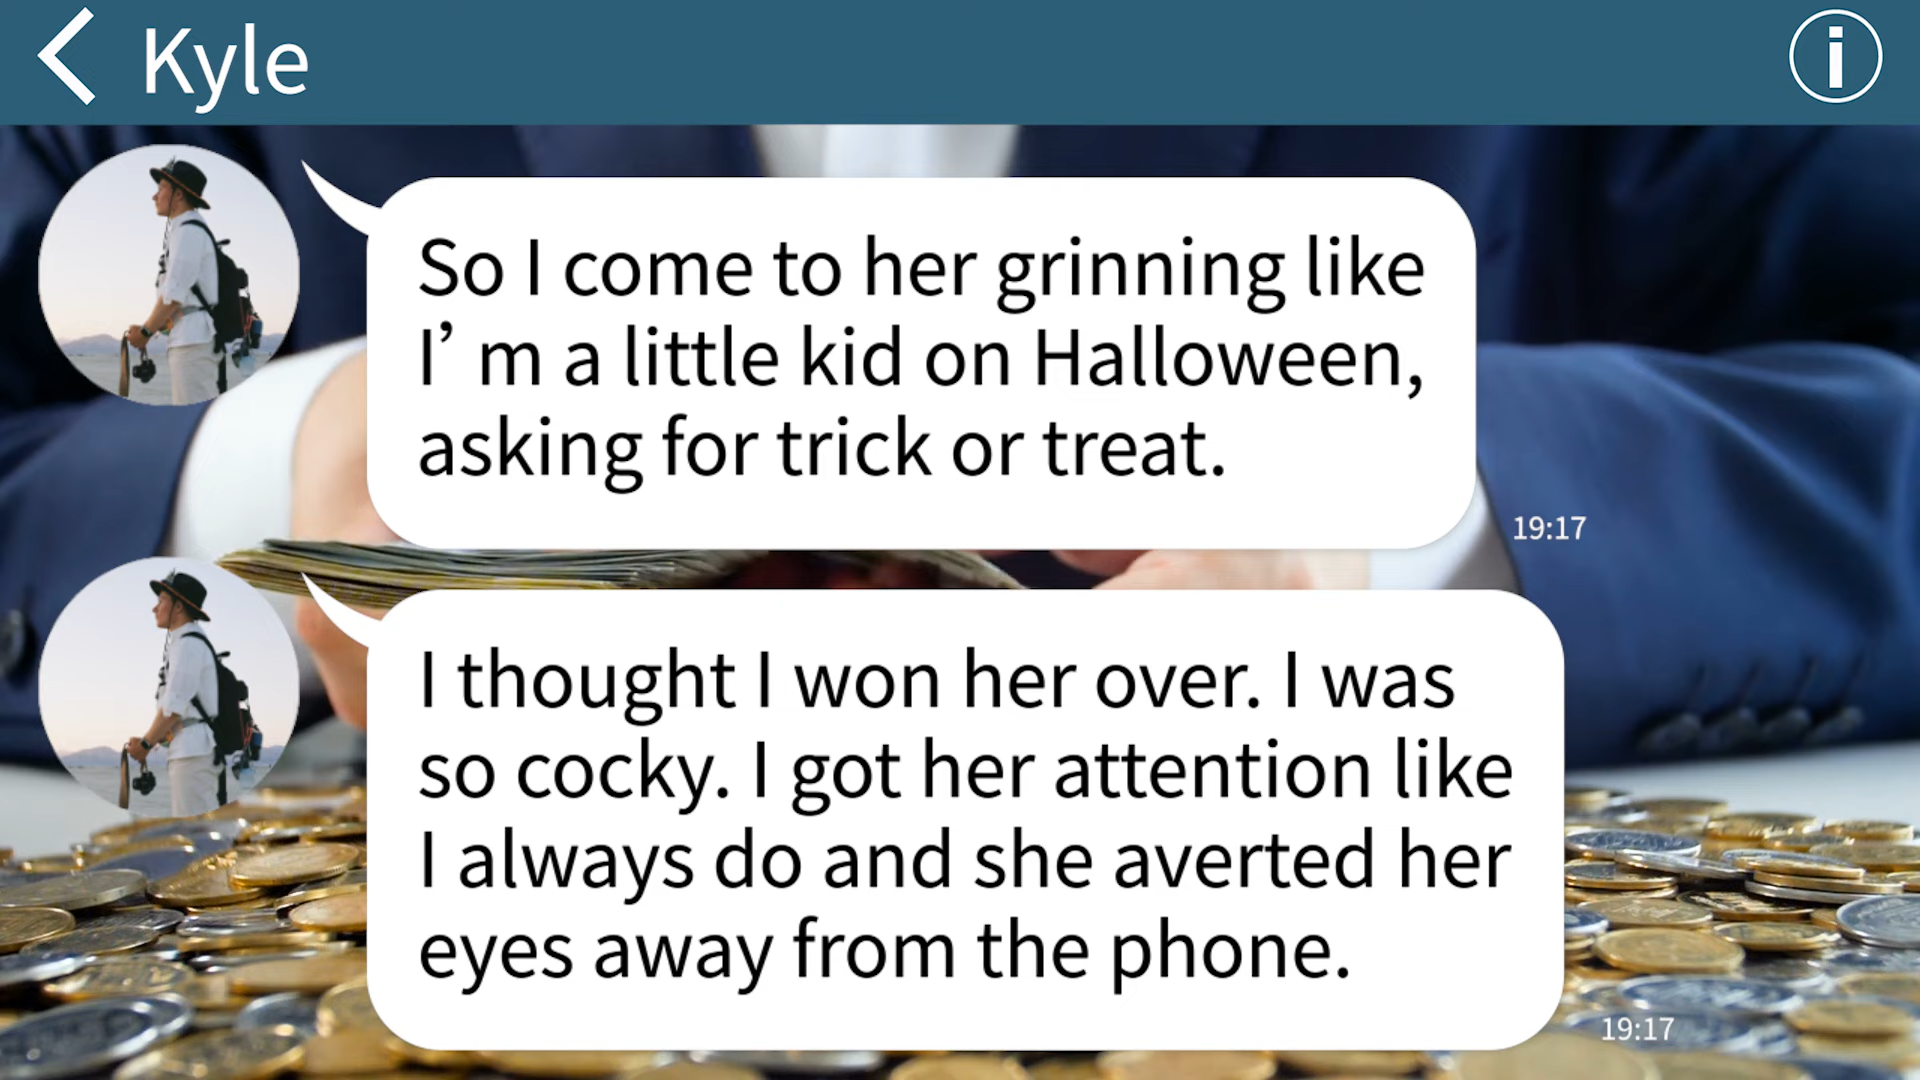 Kyle
So I come to her grinning like
I’ m a little kid on Halloween,
asking for trick or treat.
19:17
I thought I won her over. I was
so cocky. I got her attention like
I always do and she averted her
eyes away from the phone.
19:17